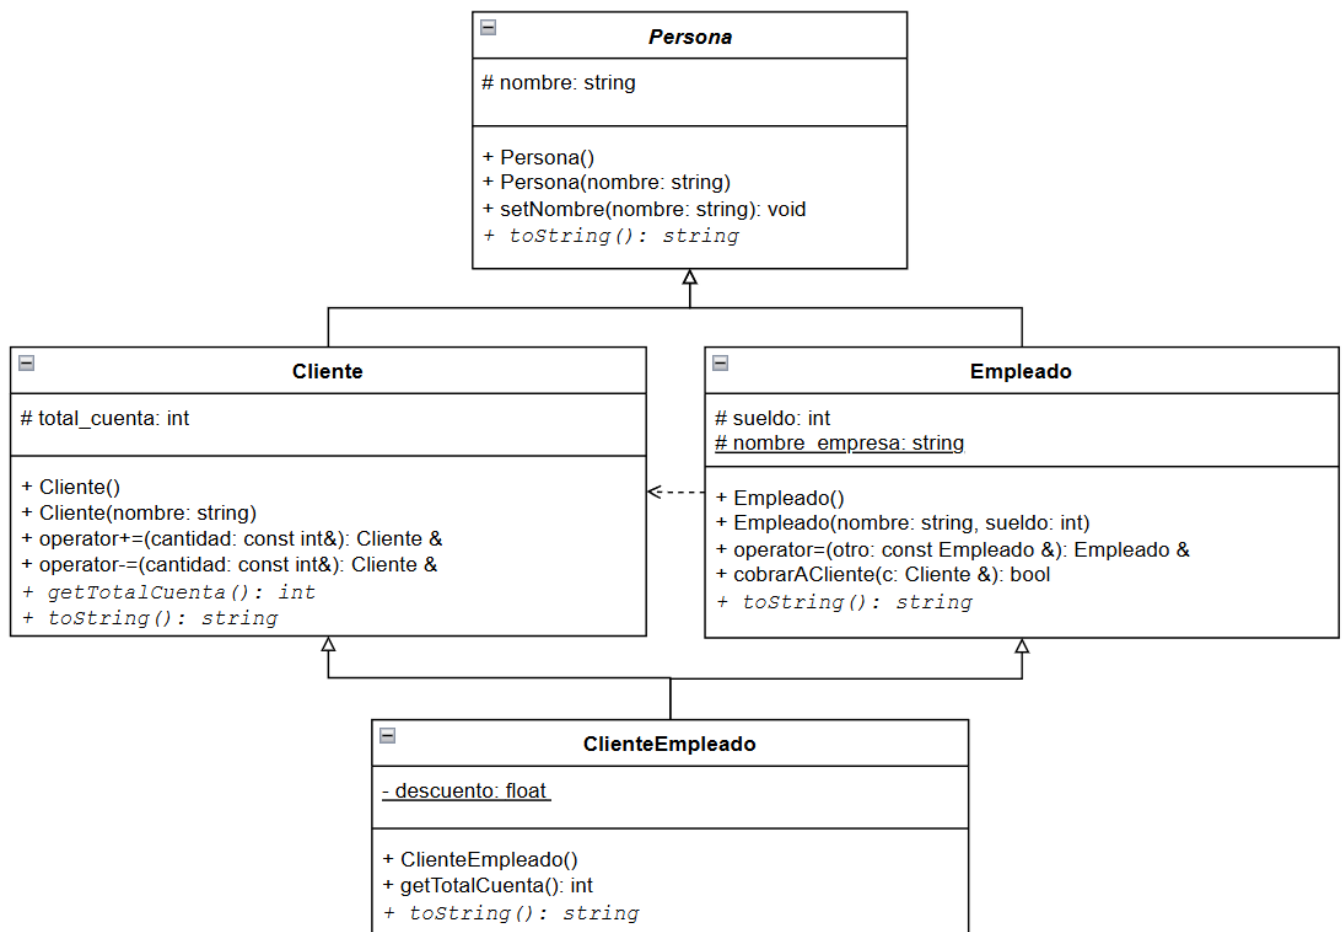 Persona
# nombre: string
+ Persona()
+ Persona(nombre: string)
+ setNombre(nombre: string): void
+ toString(): string
Cliente
# total_cuenta: int
+ Cliente()
+ Cliente(nombre: string)
+ operator+=(cantidad: const int&): Cliente &
+ operator-=(cantidad: const int&): Cliente &
+ getTotalCuenta(): int
+ toString(): string
Empleado
# sueldo: int
# nombre_empresa: string
+ Empleado()
+ Empleado(nombre: string, sueldo: int)
+ operator=(otro: const Empleado &): Empleado &
+ cobrarACliente(c: Cliente &): bool
+ toString(): string
ClienteEmpleado
- descuento: float
+ ClienteEmpleado()
+ getTotalCuenta(): int
+ toString(): string